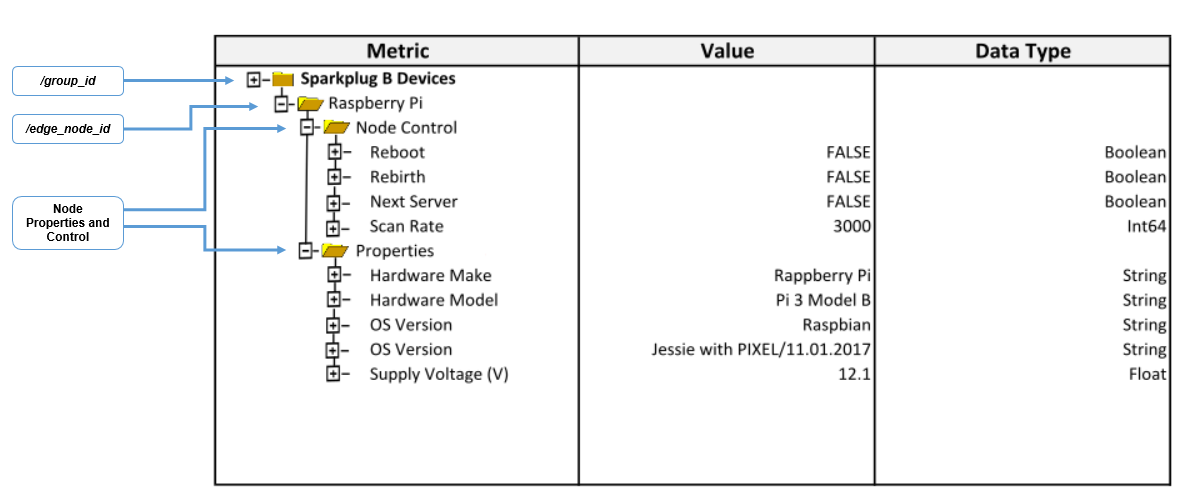 Metric Value Data Type
/group_id
Sparkplug B Devices
Raspberry Pi
/edge_node_id
Node Control
Reboot FALSE Boolean
Rebirth FALSE Boolean
Next Server FALSE Boolean
Node
Properties and
Control
Scan Rate 3000 Int64
Properties
Hardware Make Rappberry Pi String
Hardware Model Pi 3 Model B String
OS Version Raspbian String
OS Version Jessie with PIXEL/11.01.2017 String
Supply Voltage (V) 12.1 Float